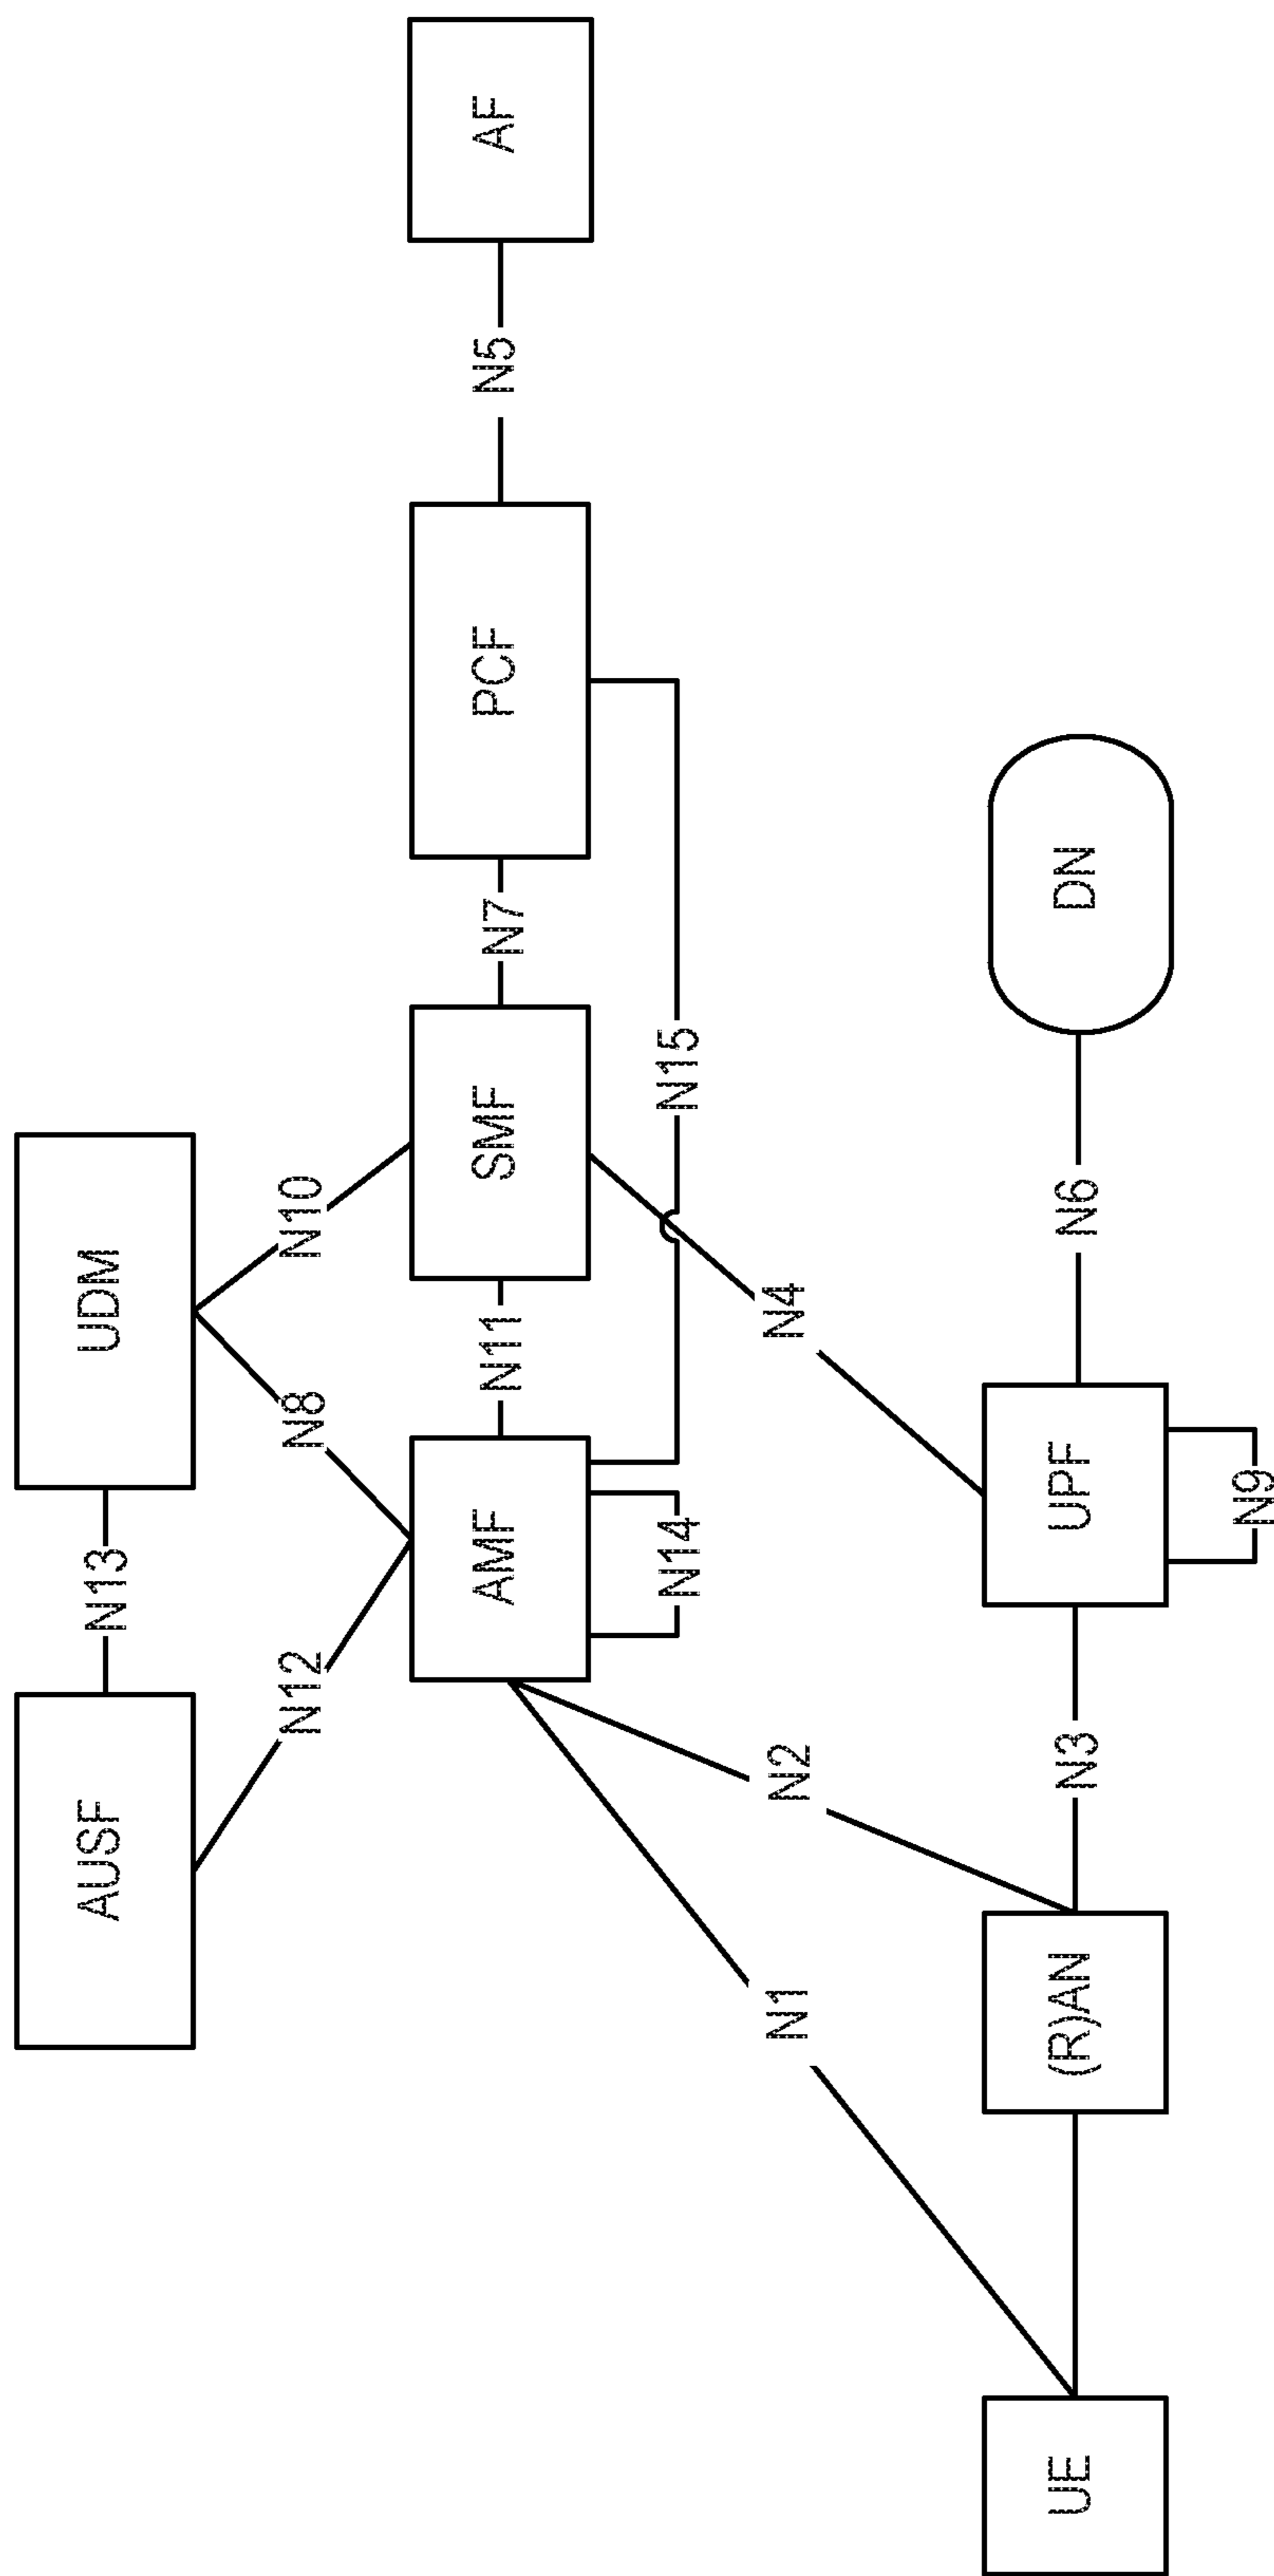 AUSF
N13
UDM
N12
N8
N10
AMF
N11
SMF
N7
PCF
N5
AF
N14
N15
N1
N2
N4
UE
(R)AN
N3
UPF
N6
DN
N9